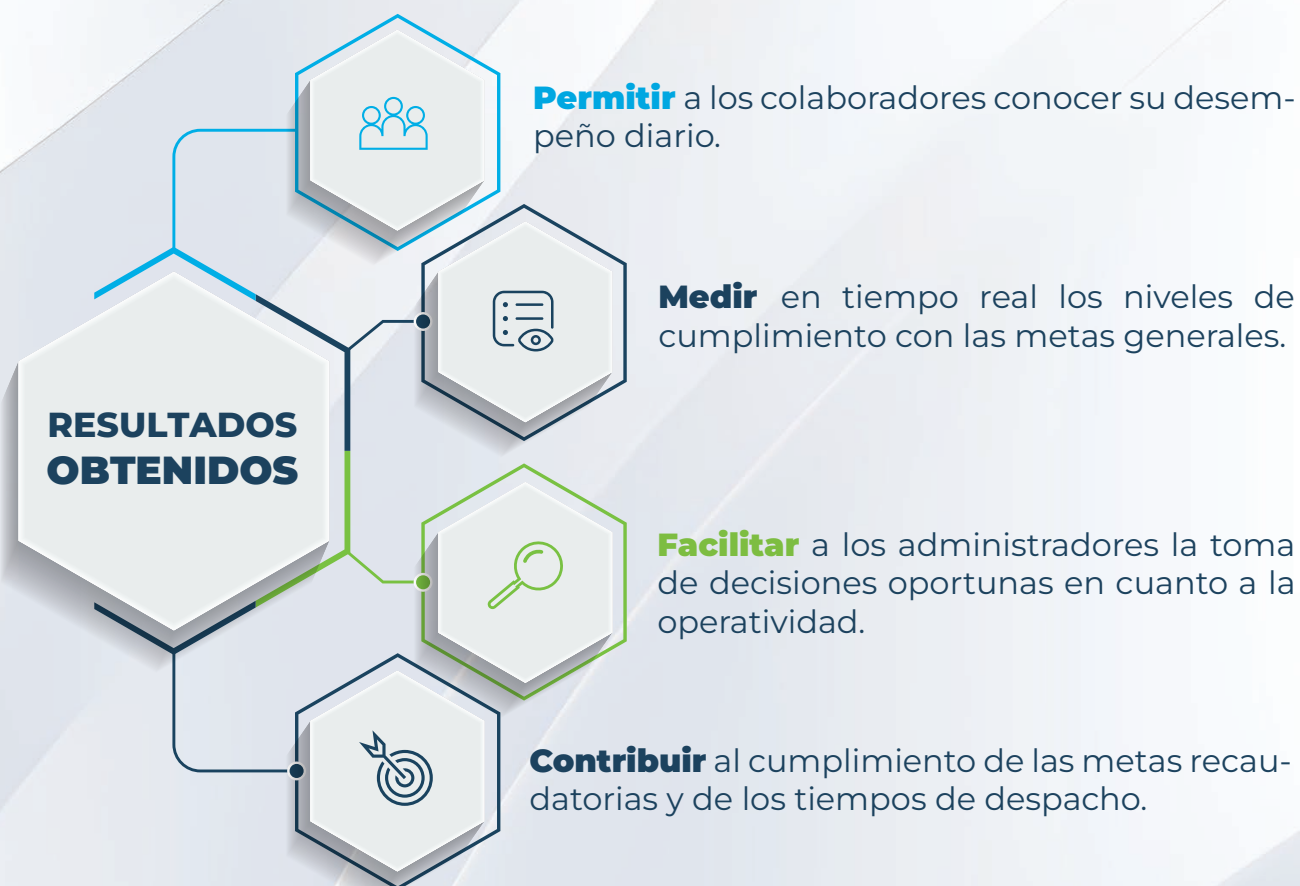 Permitir a los colaboradores conocer su desem-
peño diario.
Medir en tiempo real los niveles de
cumplimiento con las metas generales.
RESULTADOS
OBTENIDOS
Facilitar a los administradores la toma
de decisiones oportunas en cuanto a la
operatividad.
Contribuir al cumplimiento de las metas recau-
datorias y de los tiempos de despacho.